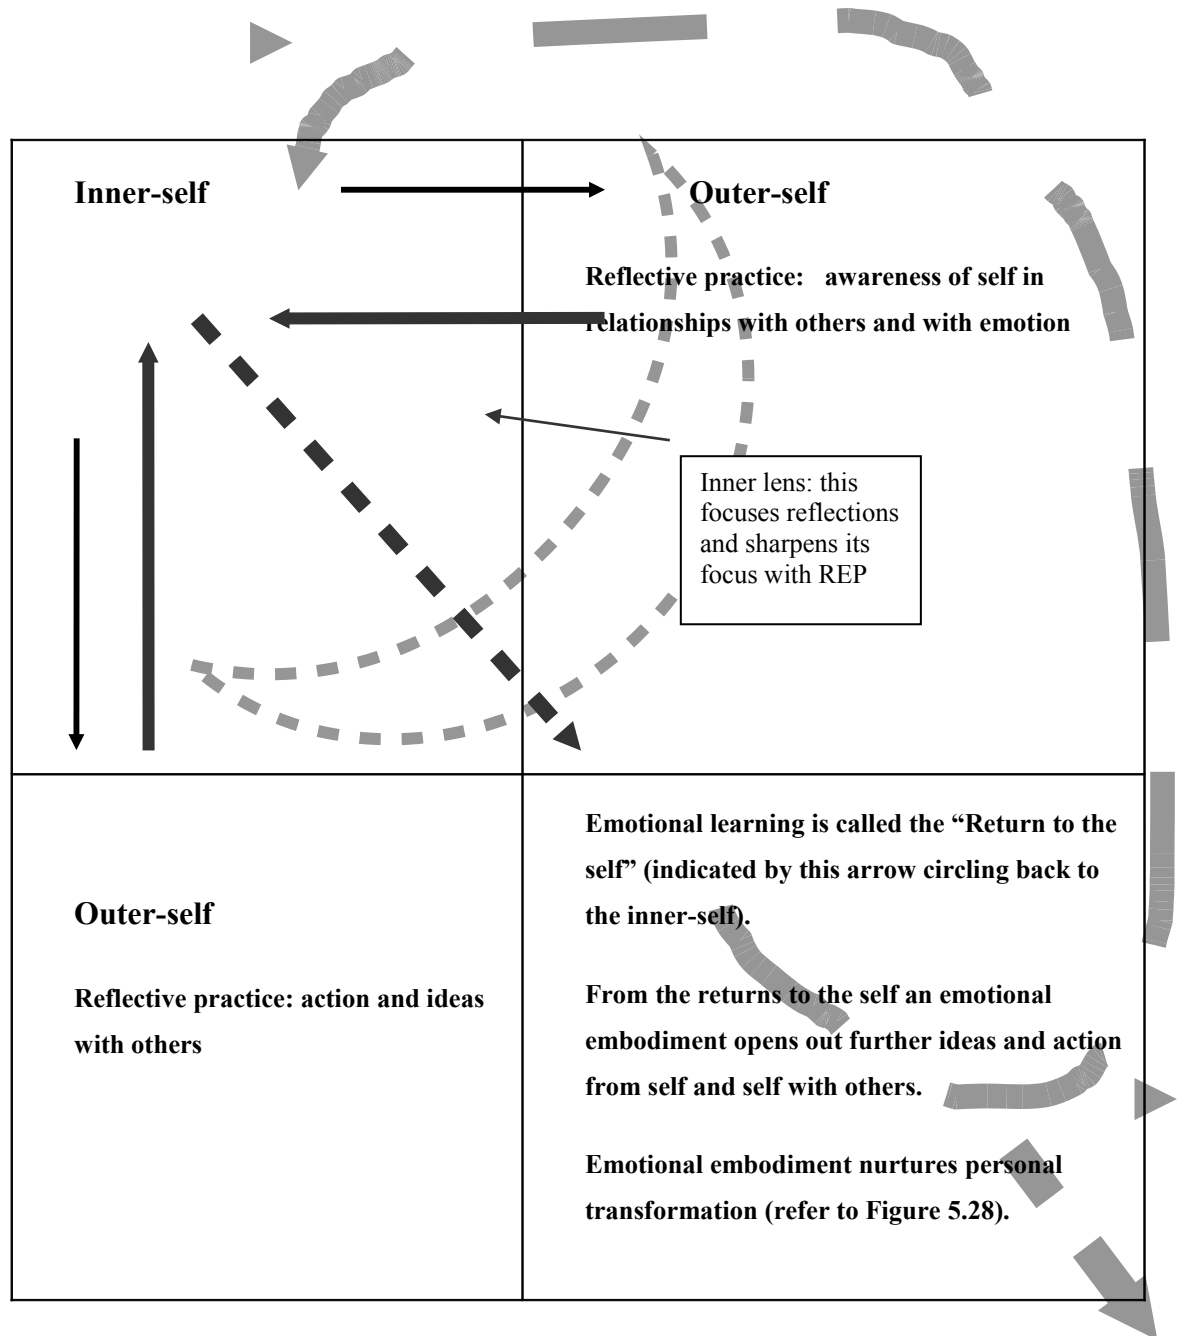 Inner-self
Outer-self
Reflective practice: awareness of self in
relationships with others and with emotion
Inner lens: this
focuses reflections
and sharpens its
focus with REP
Outer-self
Reflective practice: action and ideas
with others
Emotional learning is called the “Return to the
self” (indicated by this arrow circling back to
the inner-self).
From the returns to the self an emotional
embodiment opens out further ideas and action
from self and self with others.
Emotional embodiment nurtures personal
transformation (refer to Figure 5.28).